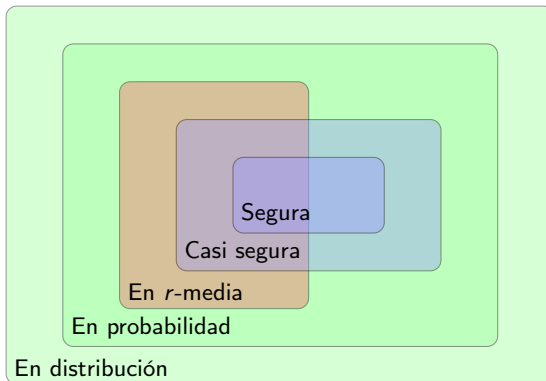 Segura
Casi segura
En r-media
En probabilidad
En distribución